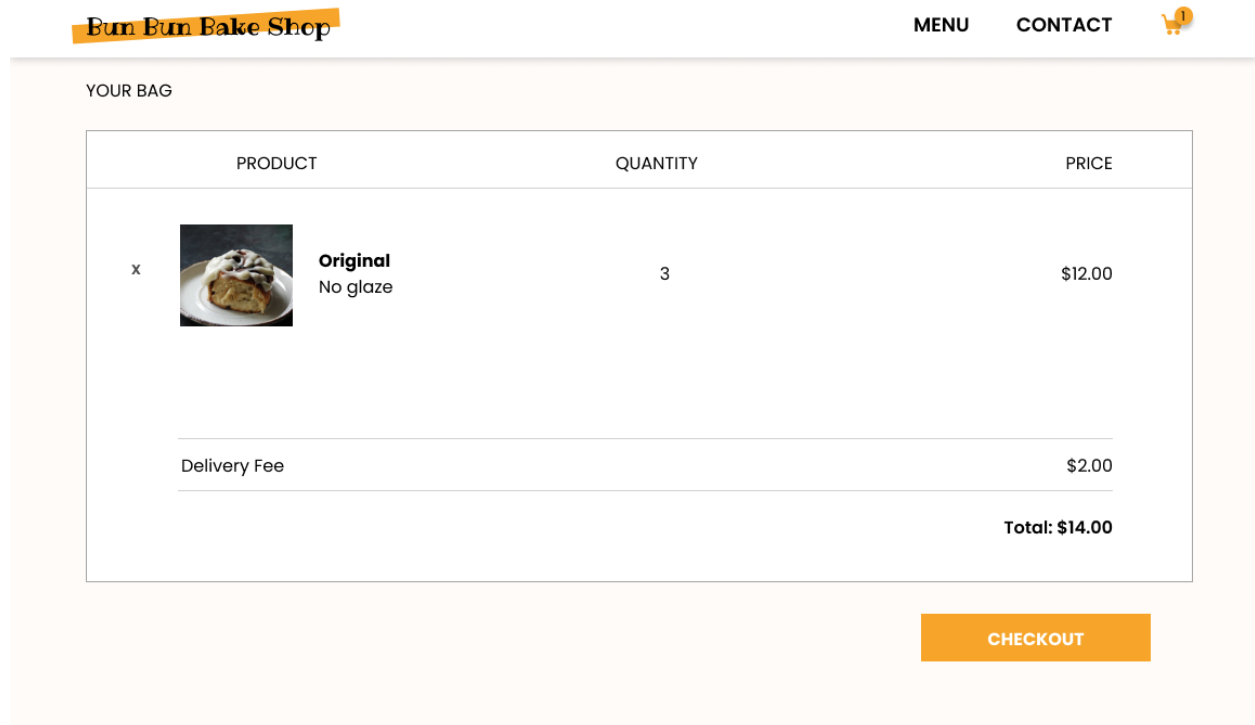 Bun Bun Bake Shop MENU CONTACT 1
YOUR BAG
PRODUCT QUANTITY PRICE
x Original 3 $12.00
No glaze
Delivery Fee $2.00
Total: $14.00
CHECKOUT